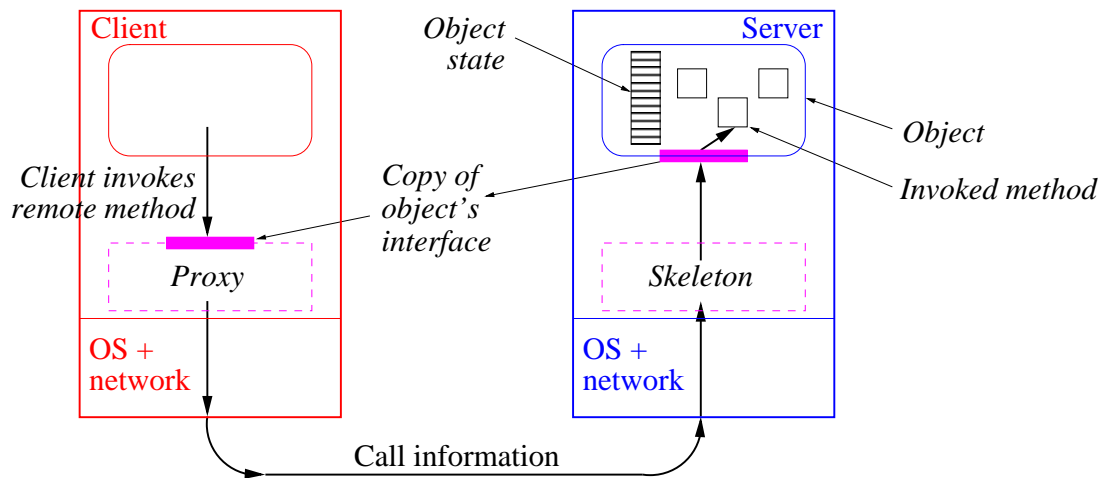 Client
Server
Object
state
Object
Client invokes
remote method
Copy of
object's
interface
Invoked method
Proxy
Skeleton
OS +
network
OS +
network
Call information